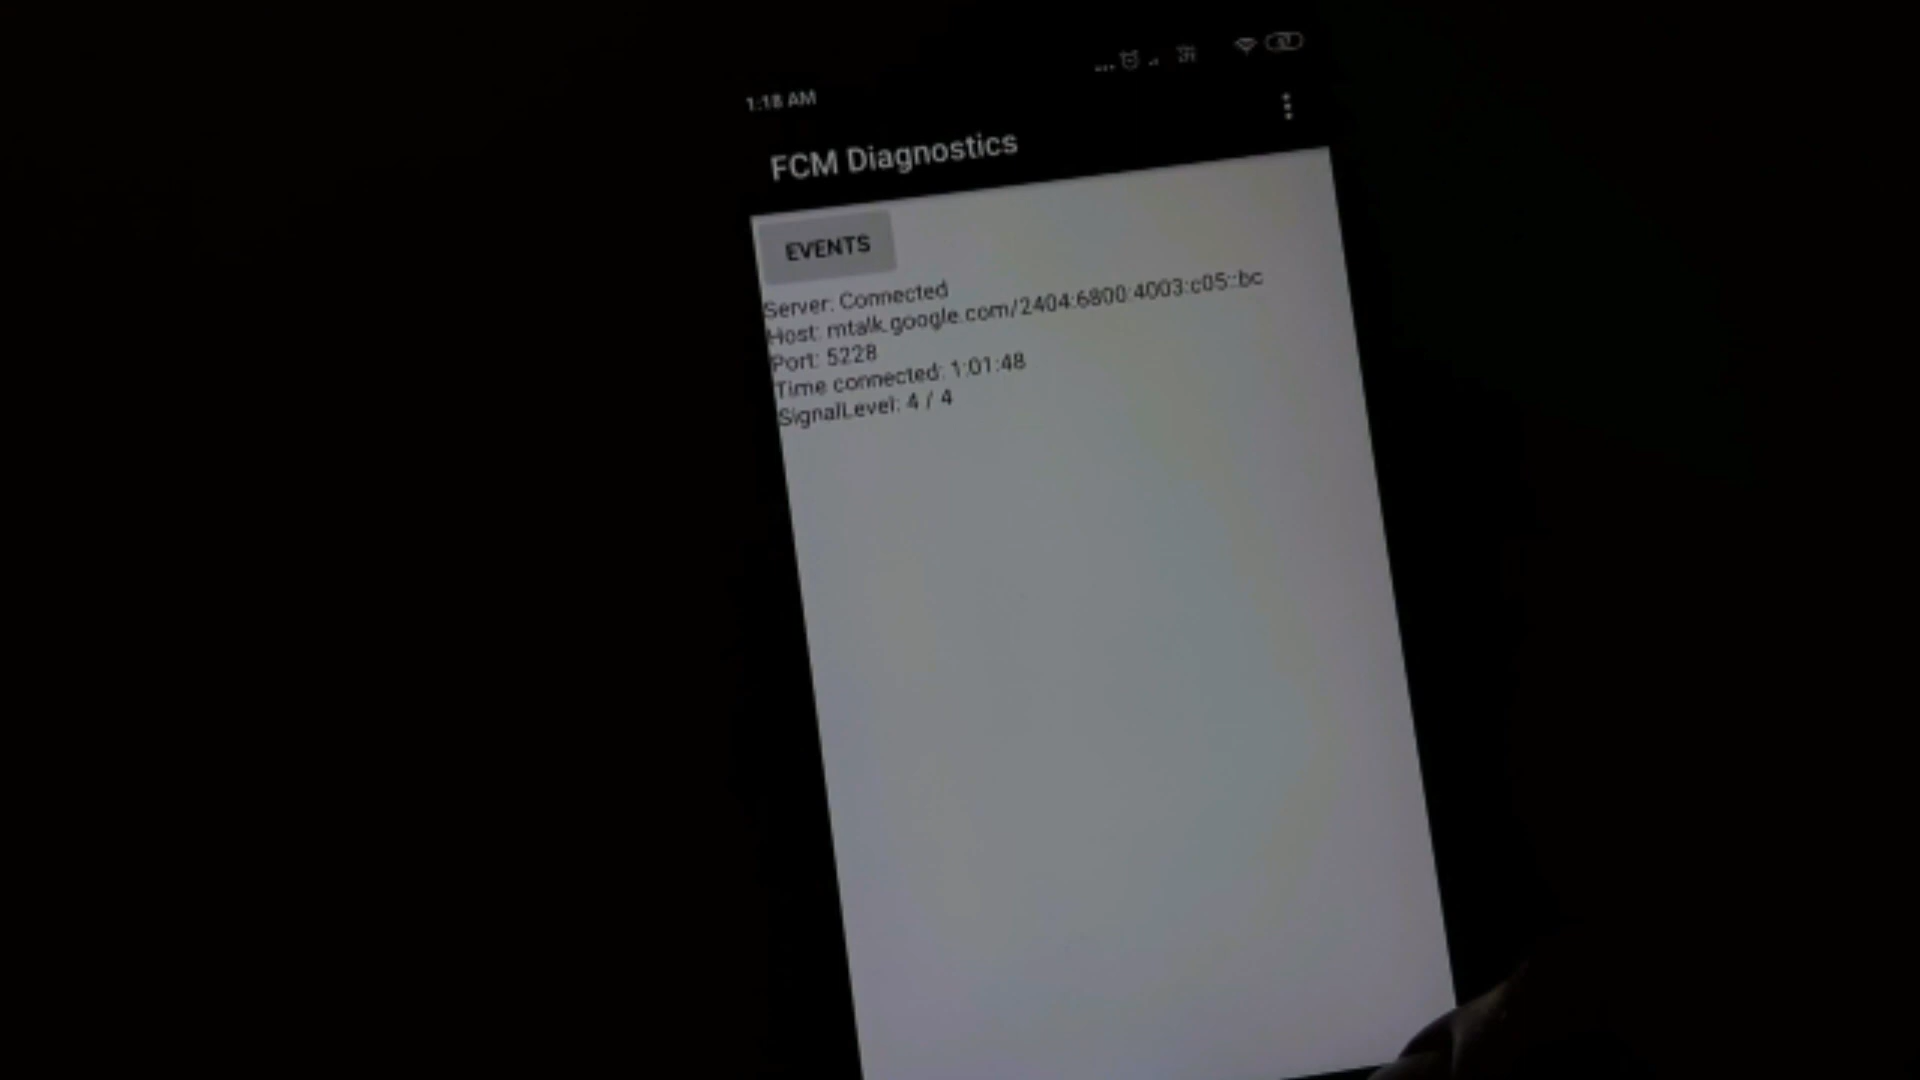 1:18 AM
FCM Diagnostics
EVENTS
Server: Connected
Host: mtalk.google.com/2404:6800:4003:c05::bc
Port: 5228
Time connected: 1:01:48
SignalLevel: 4 / 4